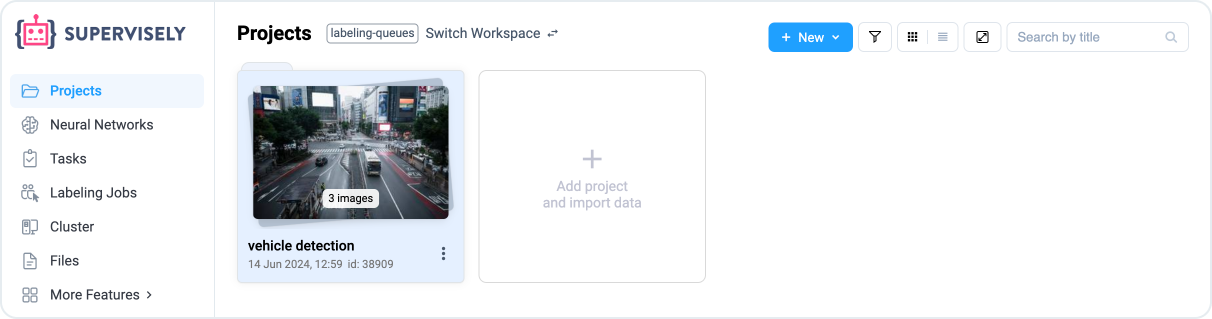 SUPERVISELY
Projects
Neural Networks
Tasks
Labeling Jobs
Cluster
Files
More Features
Projects
labeling-queues
Switch Workspace
New
Search by title
3 images
vehicle detection
14 Jun 2024, 12:59 id: 38909
Add project
and import data